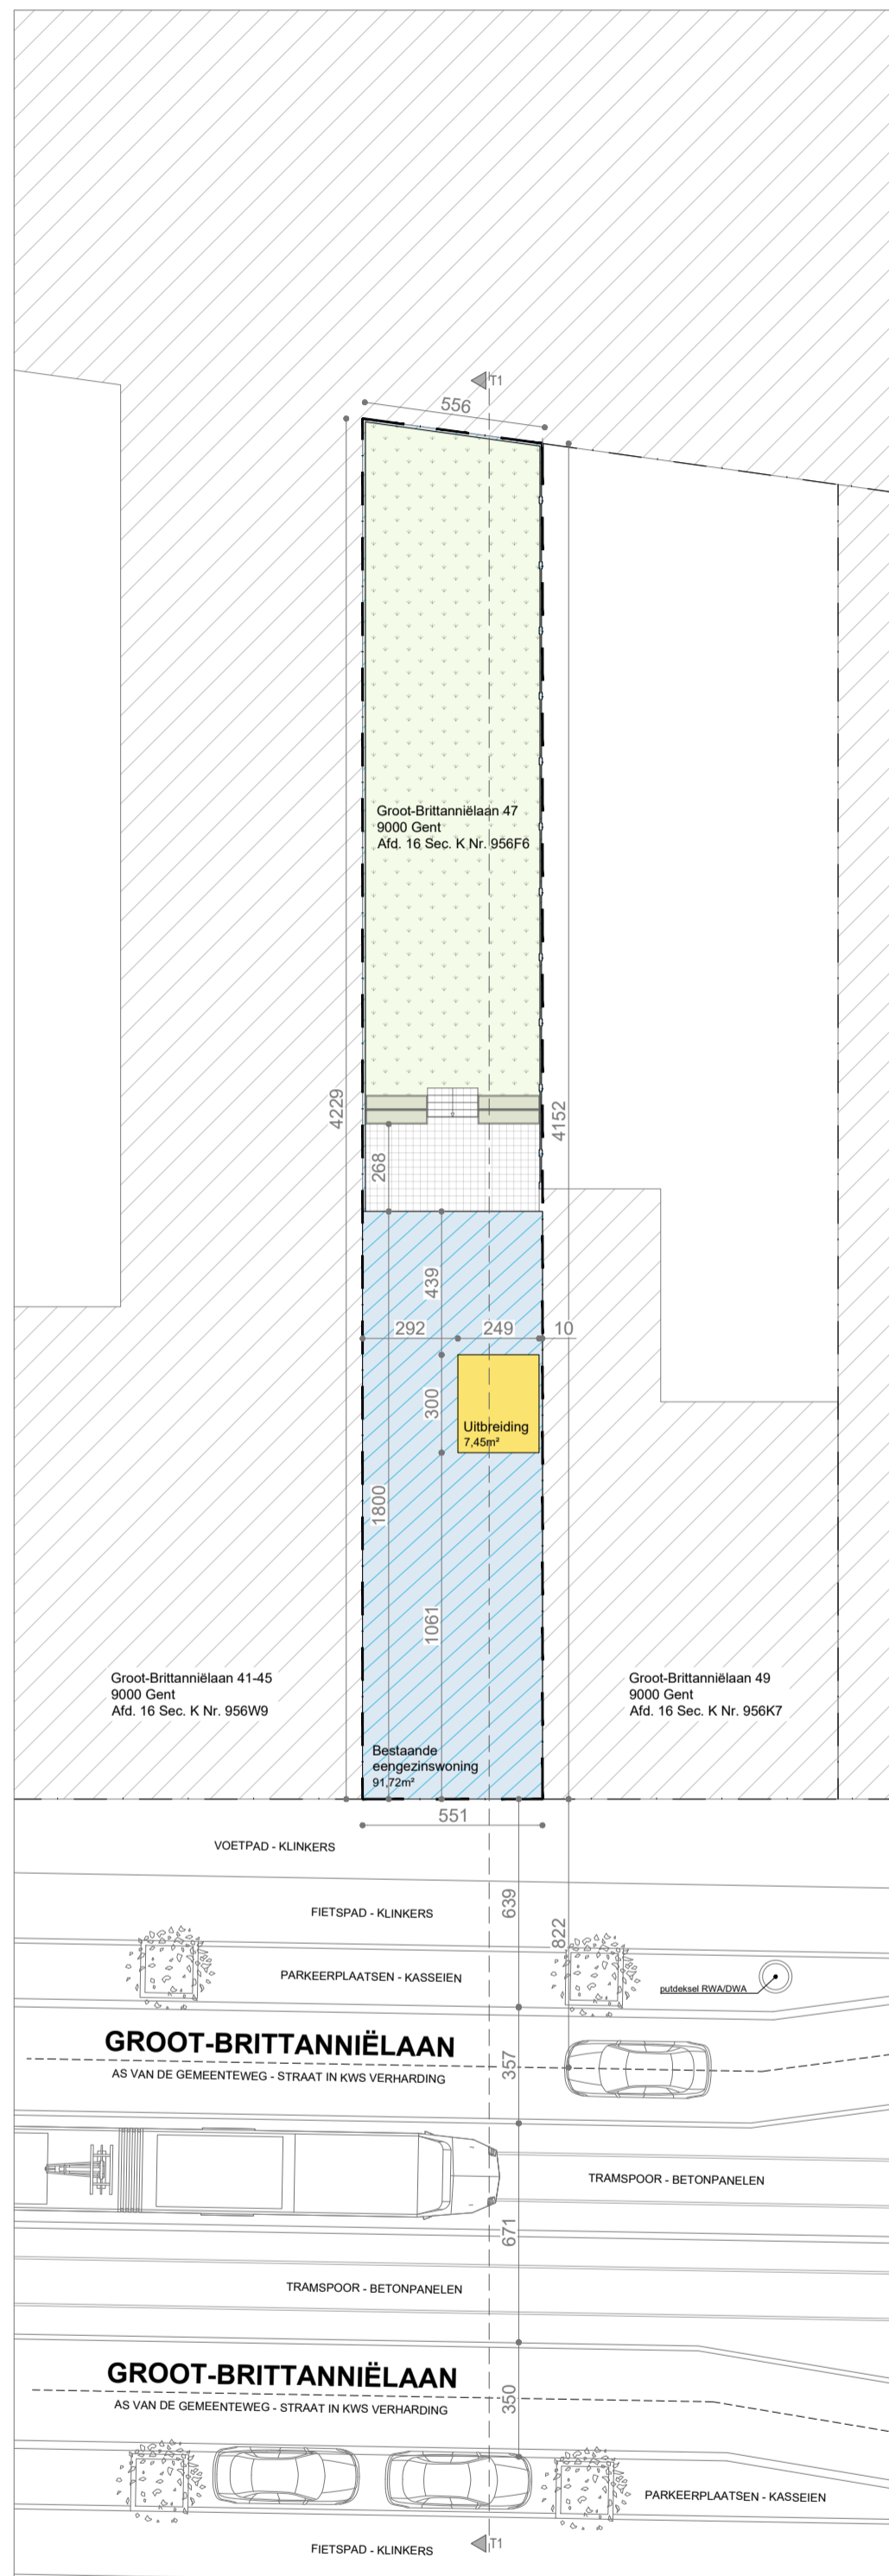 T1
556
Groot-Brittanniëlaan 47
9000 Gent
Afd. 16 Sec. K Nr. 956F6
4229
4152
268
439
292
249
10
300
Uitbreiding
7,45m²
1800
1061
Groot-Brittanniëlaan 41-45
9000 Gent
Afd. 16 Sec. K Nr. 956W9
Groot-Brittanniëlaan 49
9000 Gent
Afd. 16 Sec. K Nr. 956K7
Bestaande
eengezinswoning
91,72m²
551
VOETPAD - KLINKERS
639
FIETSPAD - KLINKERS
822
PARKEERPLAATSEN - KASSEIEN
putdeksel RWA/DWA
GROOT-BRITTANNIËLAAN
357
AS VAN DE GEMEENTEWEG - STRAAT IN KWS VERHARDING
TRAMSPOOR - BETONPANELEN
671
TRAMSPOOR - BETONPANELEN
GROOT-BRITTANNIËLAAN
350
AS VAN DE GEMEENTEWEG - STRAAT IN KWS VERHARDING
PARKEERPLAATSEN - KASSEIEN
T1
FIETSPAD - KLINKERS